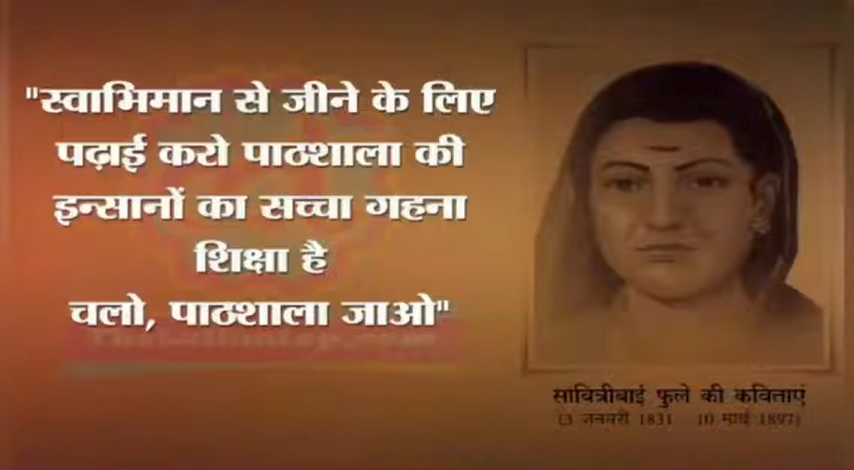 "स्वाभिमान से जीने के लिए
पढ़ाई करो पाठशाला की
इन्सानों का सच्चा गहना
शिक्षा है
चलो, पाठशाला जाओ"
सावित्रीबाई फुले की कविताएं
(3 जनवरी 1831 10 मार्च 1897)